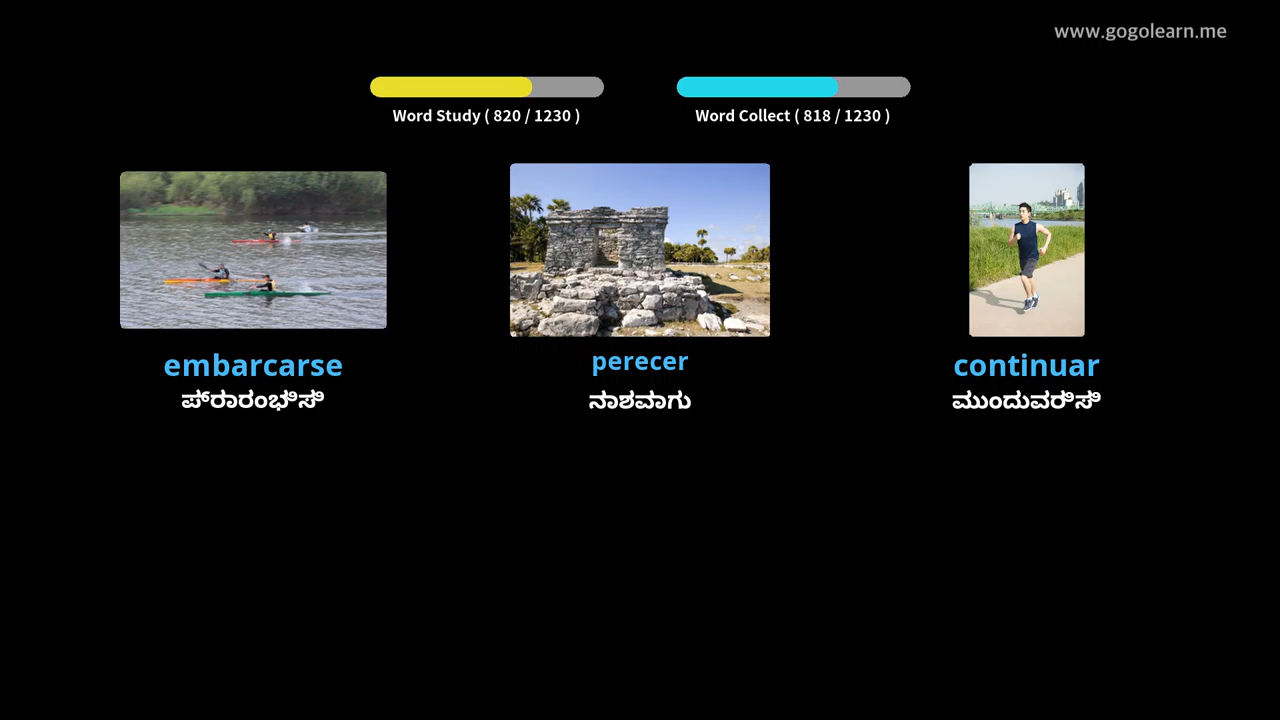 www.gogolearn.me
Word Study ( 820 / 1230 )
Word Collect ( 818 / 1230 )
embarcarse
ಪ್ರಾರಂಭಿಸಿ
perecer
ನಾಶವಾಗು
continuar
ಮುಂದುವರಿಸಿ